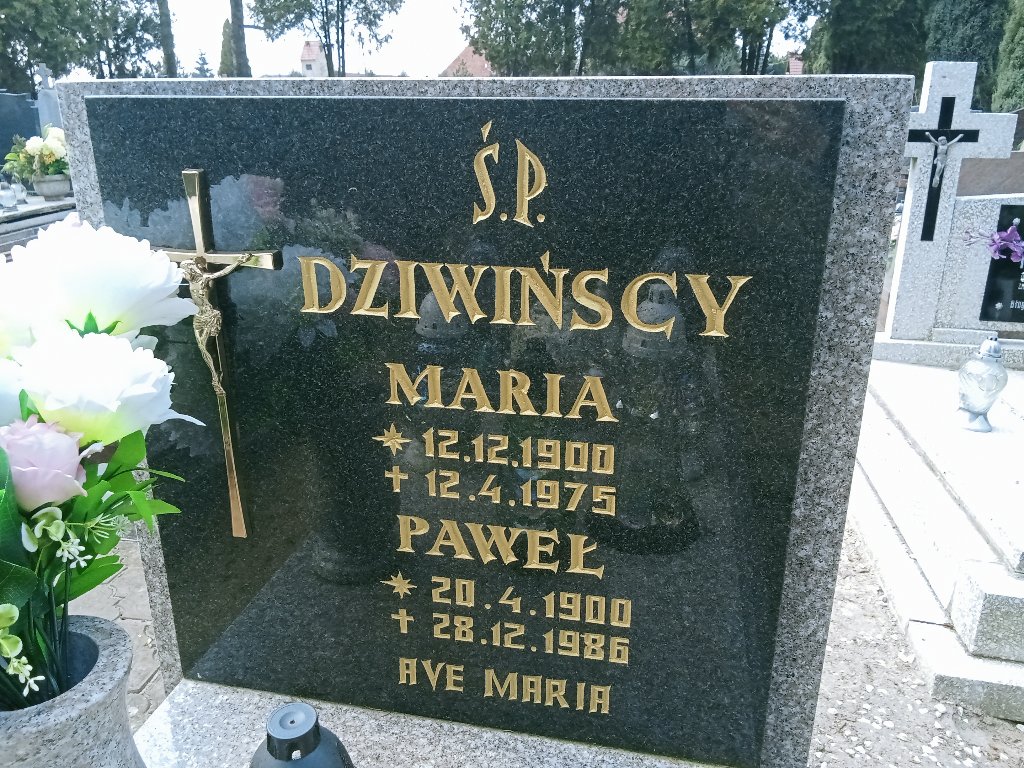 Ś.P.
DZIWIŃSCY
MARIA
* 12.12.1900
✝ 12.4.1975
PAWEŁ
* 20.4.1900
✝ 28.12.1986
AVE MARIA